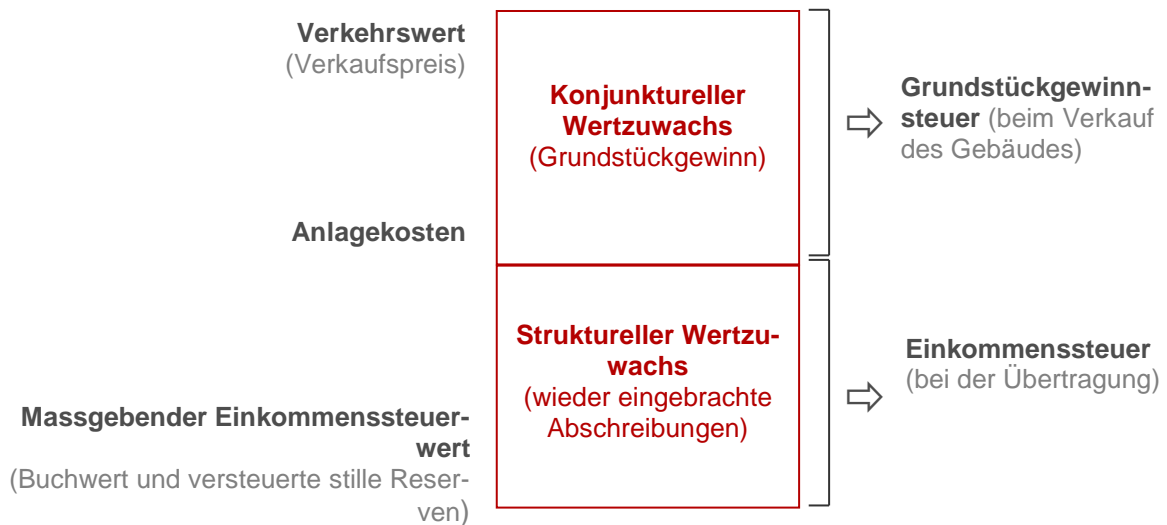 Verkehrswert
(Verkaufspreis)
Konjunktureller
Wertzuwachs
(Grundstückgewinn)
Grundstückgewinn-
steuer (beim Verkauf
des Gebäudes)
Anlagekosten
Struktureller Wertzu-
wachs
(wieder eingebrachte
Abschreibungen)
Einkommenssteuer
(bei der Übertragung)
Massgebender Einkommenssteuer-
wert
(Buchwert und versteuerte stille Reser-
ven)